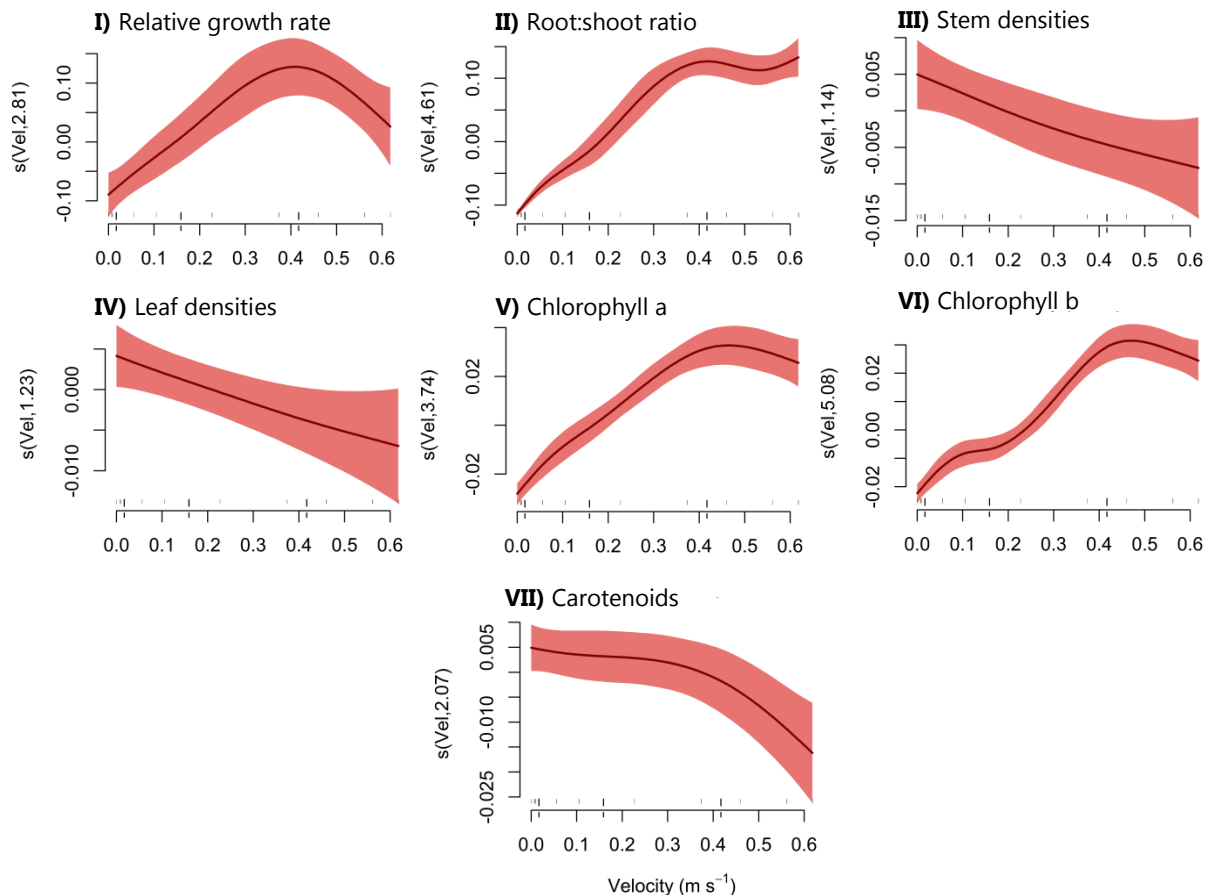 I) Relative growth rate
s(Vel,2.81)
0.10
0.00
-0.10
0.0 0.1 0.2 0.3 0.4 0.5 0.6
II) Root:shoot ratio
s(Vel,4.61)
0.10
0.00
-0.10
0.0 0.1 0.2 0.3 0.4 0.5 0.6
III) Stem densities
s(Vel,1.14)
0.005
-0.005
-0.015
0.0 0.1 0.2 0.3 0.4 0.5 0.6
IV) Leaf densities
s(Vel,1.23)
0.000
-0.010
0.0 0.1 0.2 0.3 0.4 0.5 0.6
V) Chlorophyll a
s(Vel,3.74)
0.02
-0.02
0.0 0.1 0.2 0.3 0.4 0.5 0.6
VI) Chlorophyll b
s(Vel,5.08)
0.02
0.00
-0.02
0.0 0.1 0.2 0.3 0.4 0.5 0.6
VII) Carotenoids
s(Vel,2.07)
0.005
-0.010
-0.025
0.0 0.1 0.2 0.3 0.4 0.5 0.6
Velocity (m s⁻¹)